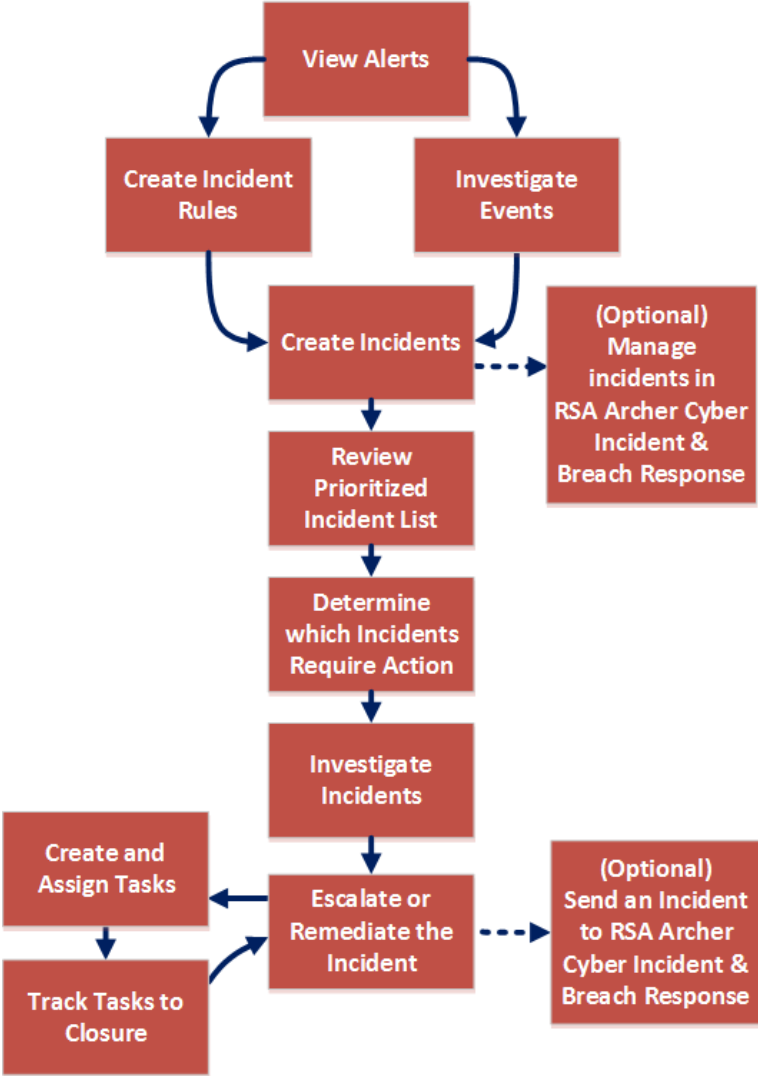 View Alerts
Create Incident
Rules
Investigate
Events
Create Incidents
(Optional)
Manage
incidents in
RSA Archer Cyber
Incident &
Breach Response
Review
Prioritized
Incident List
Determine
which Incidents
Require Action
Investigate
Incidents
Create and
Assign Tasks
Escalate or
Remediate the
Incident
(Optional)
Send an Incident
to RSA Archer
Cyber Incident &
Breach Response
Track Tasks to
Closure